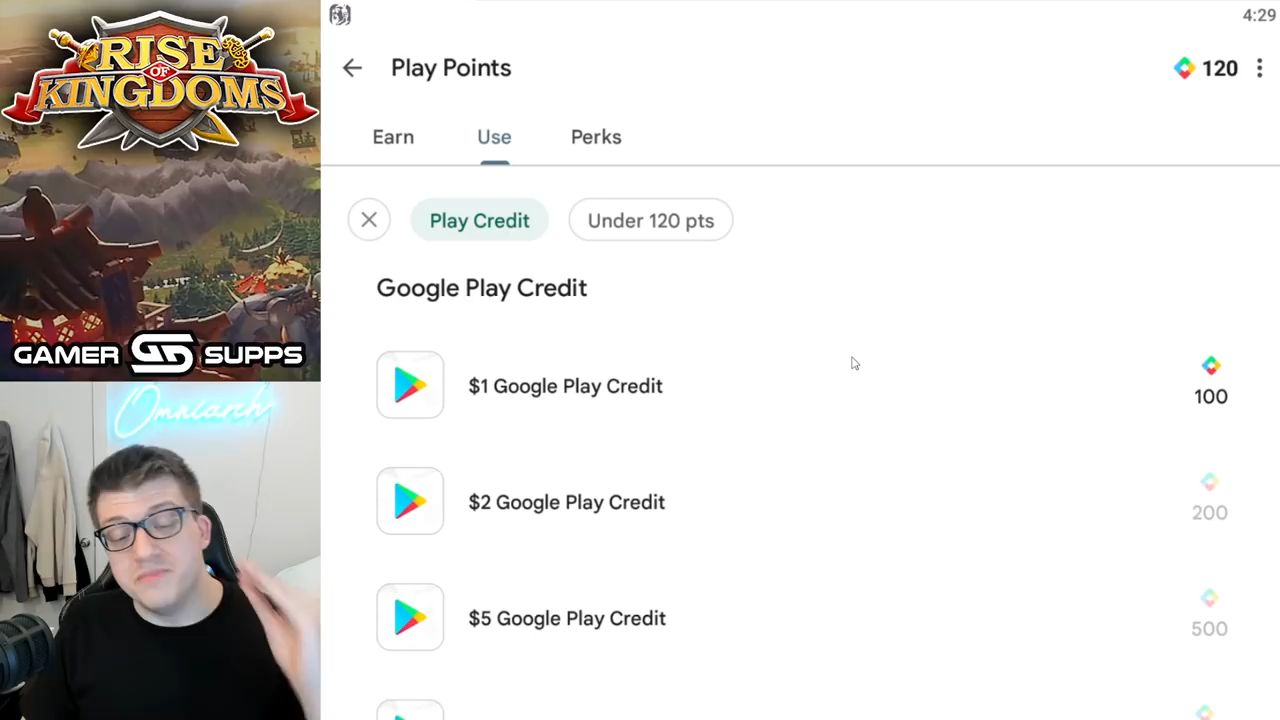 RISE
OF
KINGDOMS
GAMER SUPPS
Omniarch
4:29
Play Points
120
Earn
Use
Perks
Play Credit
Under 120 pts
Google Play Credit
$1 Google Play Credit
100
$2 Google Play Credit
200
$5 Google Play Credit
500